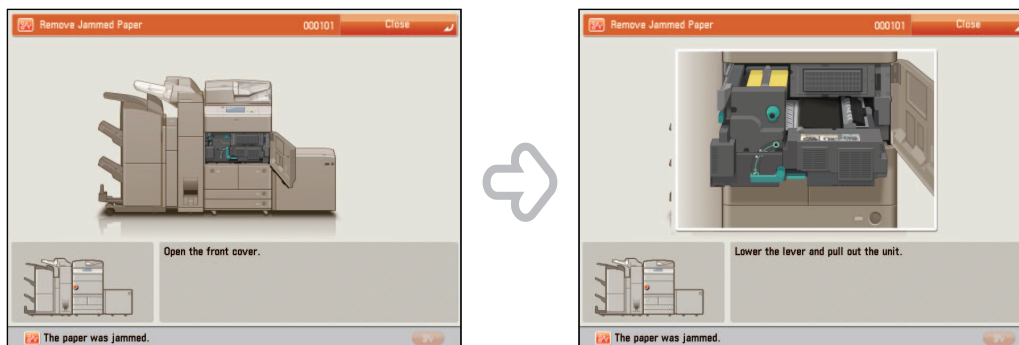 Remove Jammed Paper 000101 Close
Open the front cover.
The paper was jammed.
Remove Jammed Paper 000101 Close
Lower the lever and pull out the unit.
The paper was jammed.